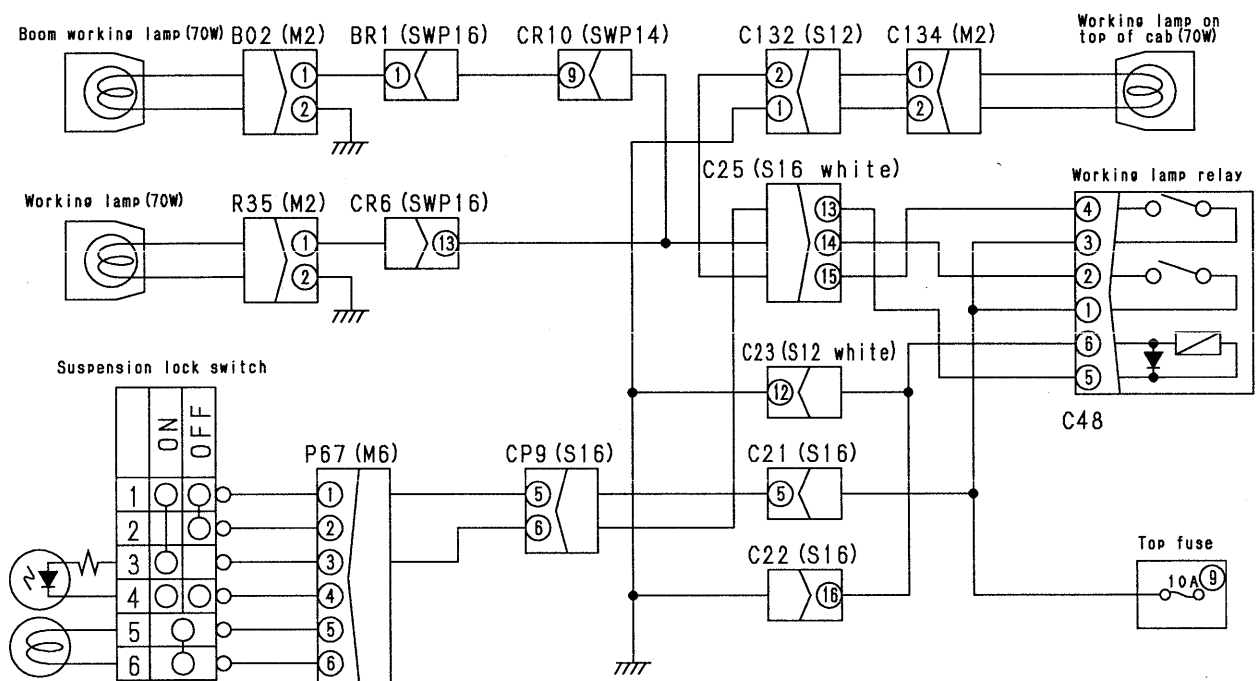 Boom working lamp(70W)
B02(M2)
BR1(SWP16)
CR10(SWP14)
C132(S12)
C134(M2)
Working lamp on
top of cab(70W)
1
2
1
9
2
1
1
2
Working lamp(70W)
R35(M2)
CR6(SWP16)
C25(S16 white)
Working lamp relay
1
2
13
13
14
15
4
3
2
1
6
5
C48
C23(S12 white)
12
Suspension lock switch
ON
OFF
P67(M6)
CP9(S16)
C21(S16)
1
2
3
4
5
6
1
2
3
4
5
6
5
6
5
C22(S16)
16
Top fuse
10A
9